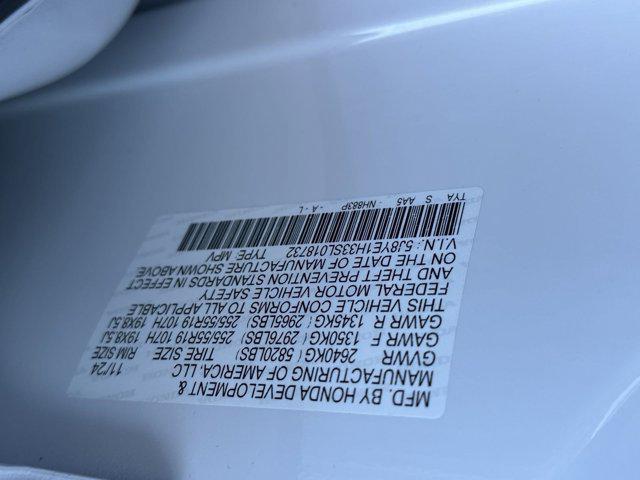 MFD. BY HONDA DEVELOPMENT &
MANUFACTURING OF AMERICA, LLC 11/24
GVWR 2640KG ( 5820LBS) TIRE SIZE RIM SIZE
GAWR F 1350KG ( 2976LBS) 255/55R19 107H 19X8.5J
GAWR R 1345KG ( 2965LBS) 255/55R19 107H 19X8.5J
THIS VEHICLE CONFORMS TO ALL APPLICABLE
FEDERAL MOTOR VEHICLE SAFETY
AND THEFT PREVENTION STANDARDS IN EFFECT
ON THE DATE OF MANUFACTURE SHOWN ABOVE.
V.I.N: 5J8YE1H33SL018732 TYPE: MPV
TYA S AA5 -NH883P - A - L